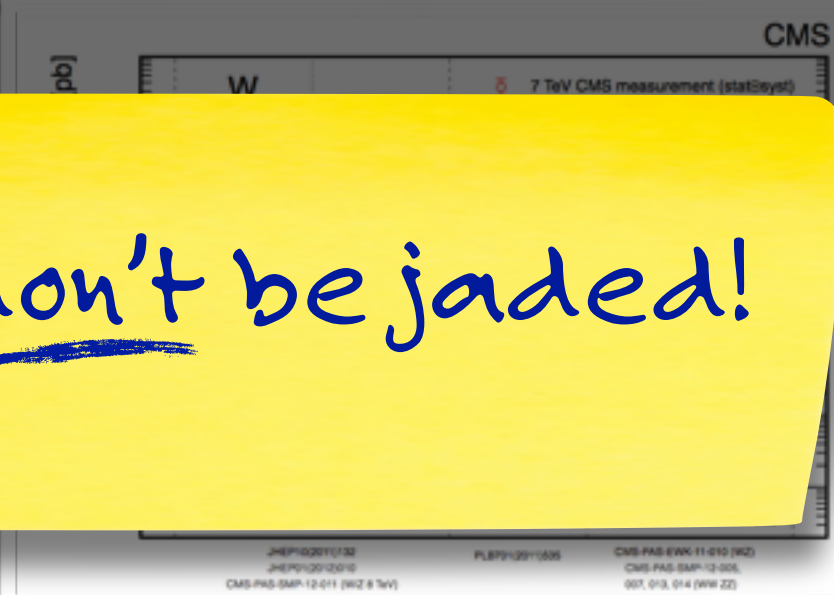 CMS
[pb]
W
7 TeV CMS measurement (stat⊕syst)
on't be jaded!
JHEP10(2011)132
JHEP01(2012)010
CMS-PAS-SMP-12-011 (W/Z 8 TeV)
PLB701(2011)535
CMS-PAS-EWK-11-010 (WZ)
CMS-PAS-SMP-12-005,
007, 013, 014 (WW ZZ)